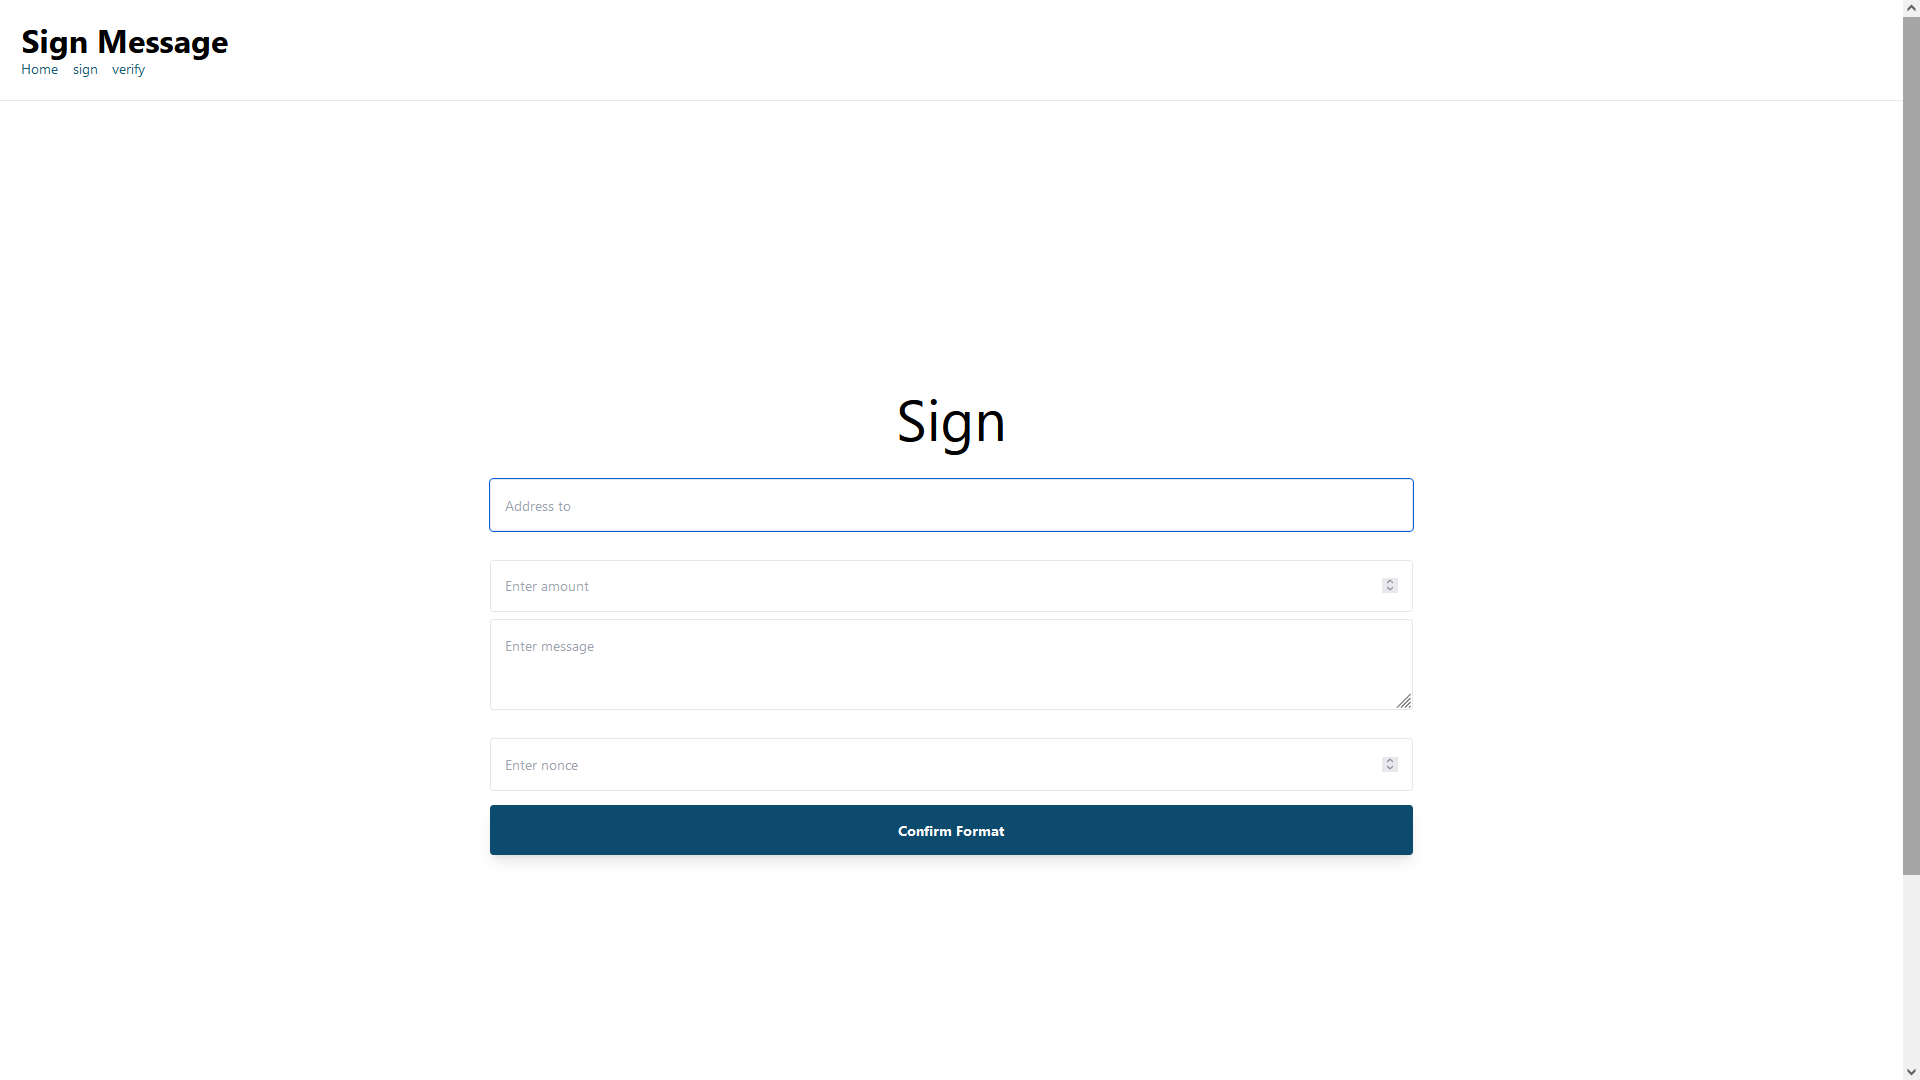 Sign Message
Home sign verify
Sign
Address to
Enter amount
Enter message
Enter nonce
Confirm Format